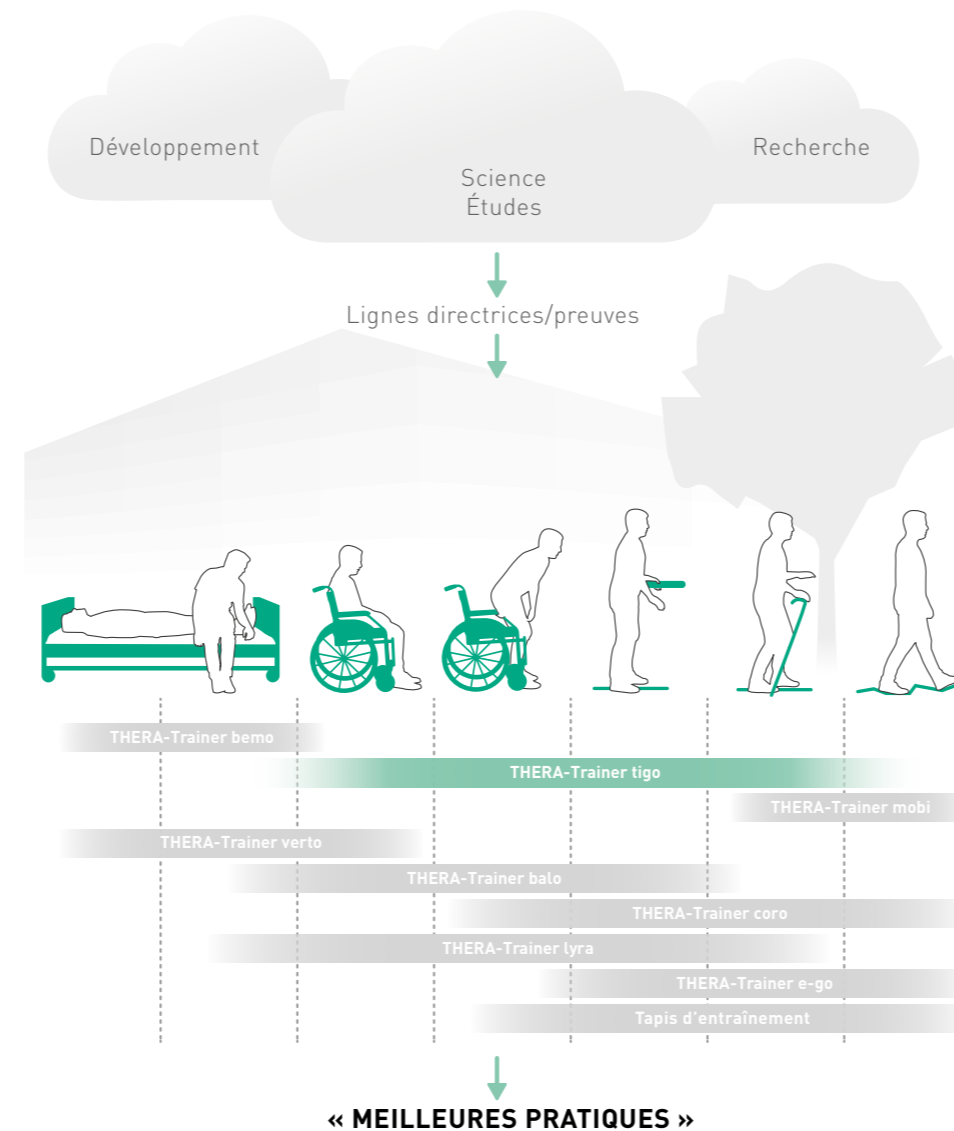 Développement
Science
Études
Recherche
Lignes directrices/preuves
THERA-Trainer bemo
THERA-Trainer tigo
THERA-Trainer mobi
THERA-Trainer verto
THERA-Trainer balo
THERA-Trainer coro
THERA-Trainer lyra
THERA-Trainer e-go
Tapis d'entraînement
« MEILLEURES PRATIQUES »